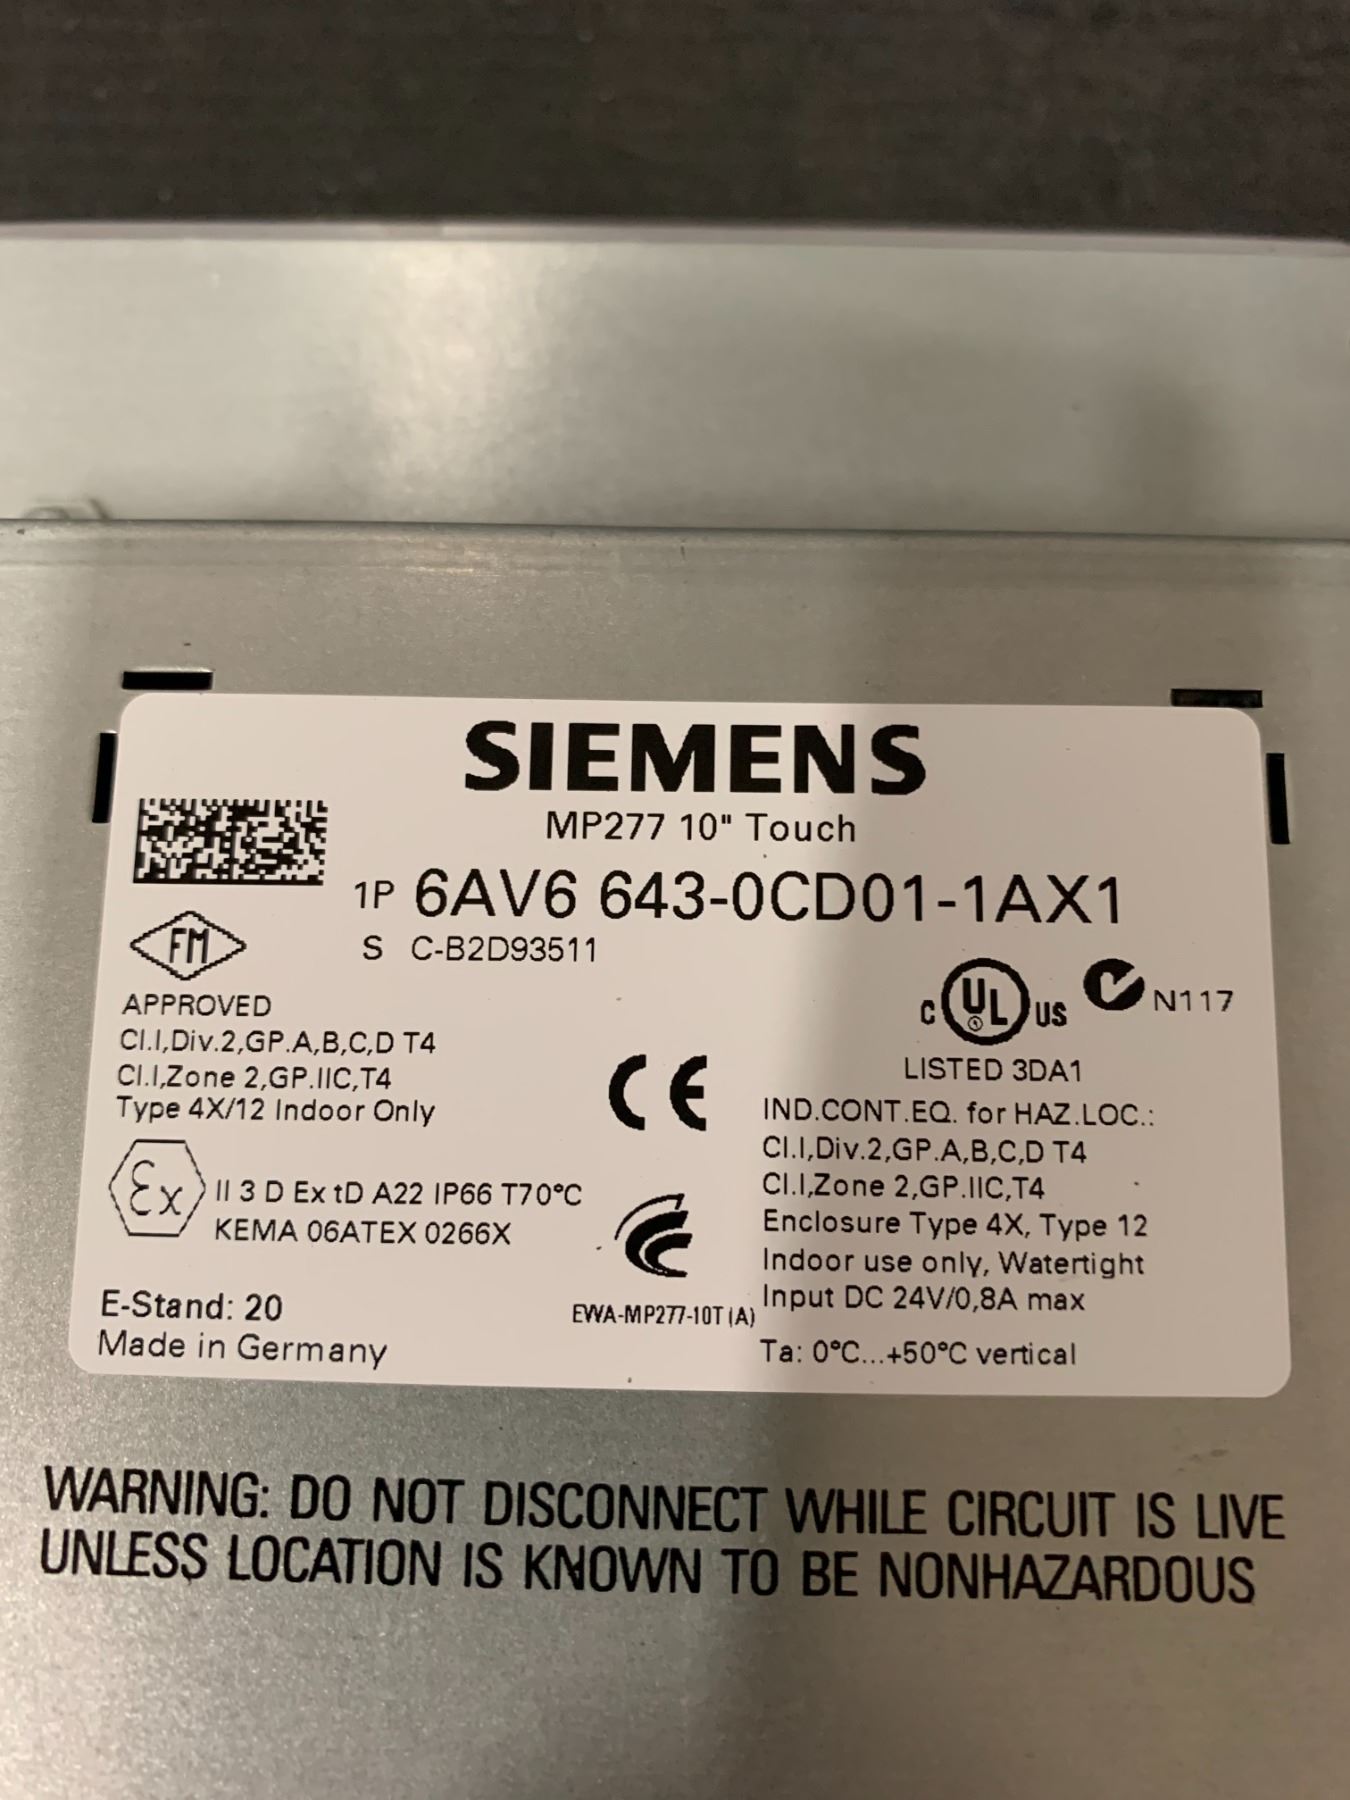 SIEMENS
MP277 10" Touch
1P 6AV6 643-0CD01-1AX1
S C-B2D93511
FM
APPROVED
Cl.I,Div.2,GP.A,B,C,D T4
Cl.I,Zone 2,GP.IIC,T4
Type 4X/12 Indoor Only
Ex II 3 D Ex tD A22 IP66 T70°C
KEMA 06ATEX 0266X
E-Stand: 20
Made in Germany
CE
EWA-MP277-10T (A)
C UL US N117
LISTED 3DA1
IND.CONT.EQ. for HAZ.LOC.:
Cl.I,Div.2,GP.A,B,C,D T4
Cl.I,Zone 2,GP.IIC,T4
Enclosure Type 4X, Type 12
Indoor use only, Watertight
Input DC 24V/0,8A max
Ta: 0°C...+50°C vertical
WARNING: DO NOT DISCONNECT WHILE CIRCUIT IS LIVE
UNLESS LOCATION IS KNOWN TO BE NONHAZARDOUS